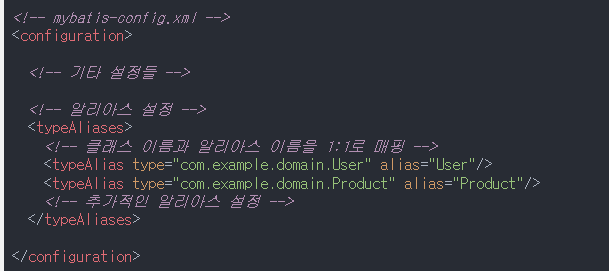 <!-- mybatis-config.xml -->
<configuration>
<!-- 기타 설정들 -->
<!-- 알리아스 설정 -->
<typeAliases>
<!-- 클래스 이름과 알리아스 이름을 1:1로 매핑 -->
<typeAlias type="com.example.domain.User" alias="User"/>
<typeAlias type="com.example.domain.Product" alias="Product"/>
<!-- 추가적인 알리아스 설정 -->
</typeAliases>
</configuration>